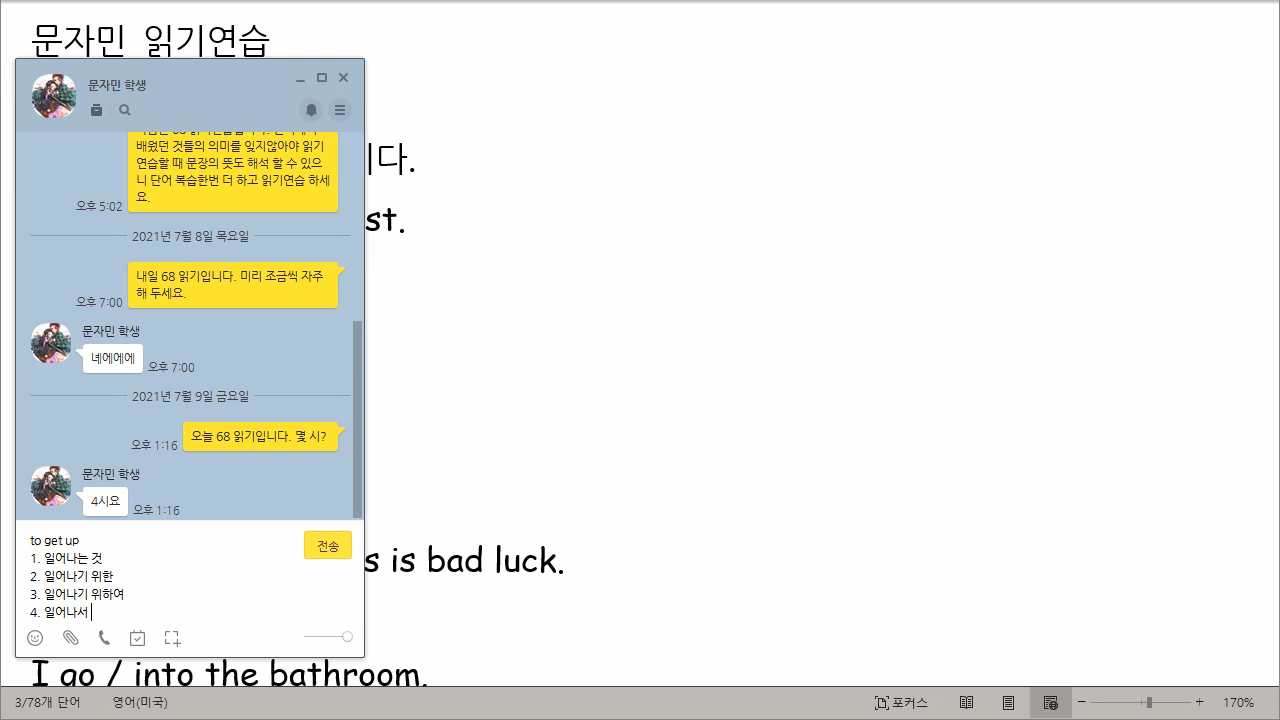 문자민 읽기연습
문자민 학생
배웠던 것들의 의미를 잊지않아야 읽기
연습할 때 문장의 뜻도 해석 할 수 있으
니 단어 복습한번 더 하고 읽기연습 하세
요.
오후 5:02
니다.
st.
2021년 7월 8일 목요일
내일 68 읽기입니다. 미리 조금씩 자주
해 두세요.
오후 7:00
문자민 학생
네에에에
오후 7:00
2021년 7월 9일 금요일
오늘 68 읽기입니다. 몇 시?
오후 1:16
문자민 학생
4시요
오후 1:16
to get up
1. 일어나는 것
2. 일어나기 위한
3. 일어나기 위하여
4. 일어나서
전송
s is bad luck.
I go / into the bathroom.
3/78개 단어
영어(미국)
포커스
170%